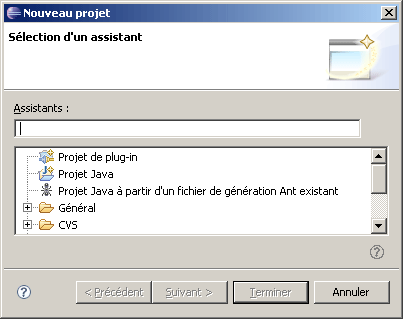 Nouveau projet
Sélection d'un assistant
Assistants :
Projet de plug-in
Projet Java
Projet Java à partir d'un fichier de génération Ant existant
Général
CVS
< Précédent
Suivant >
Terminer
Annuler